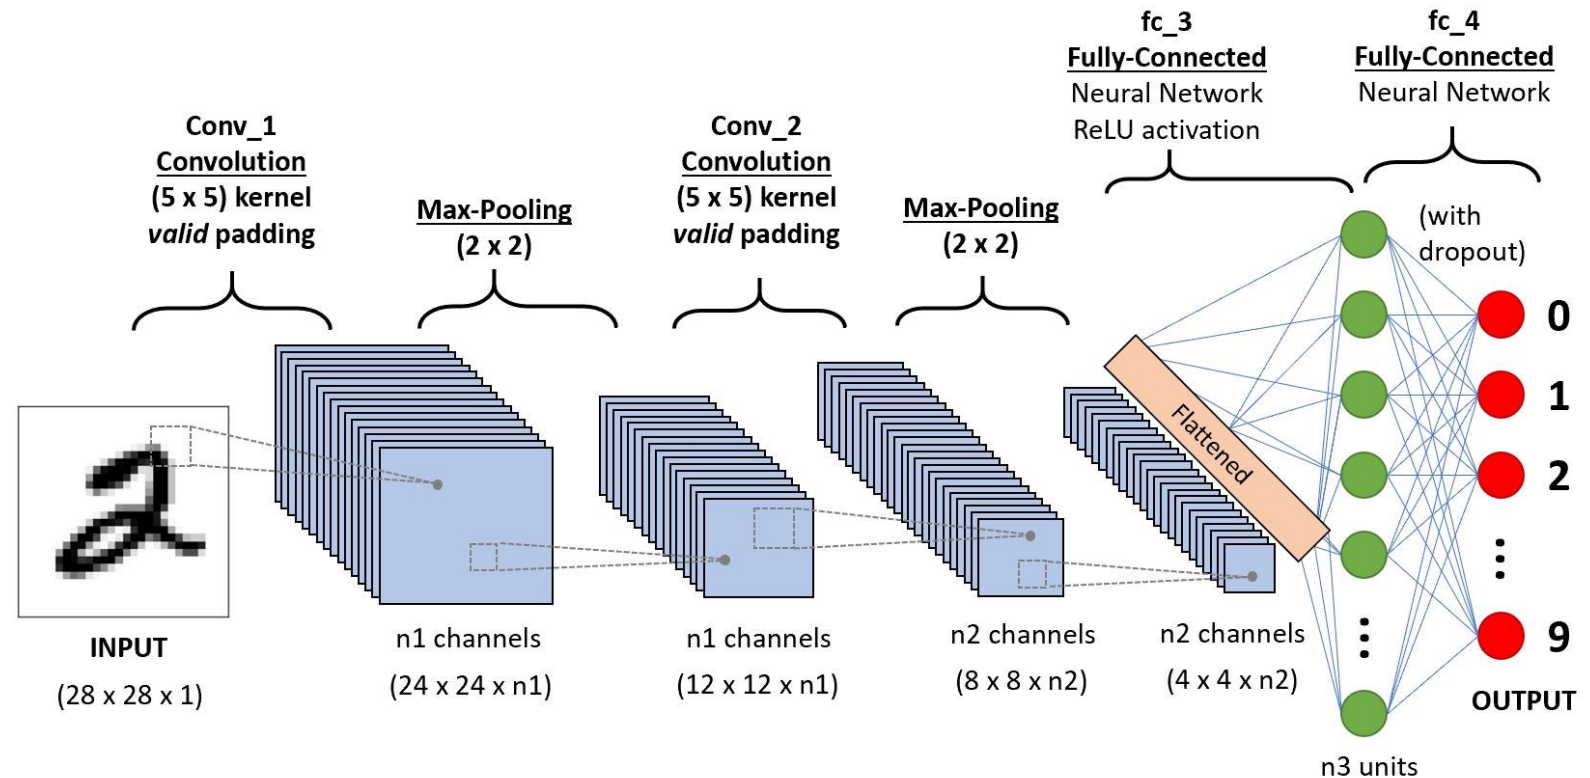 Conv_1
Convolution
(5 x 5) kernel
valid padding
Max-Pooling
(2 x 2)
Conv_2
Convolution
(5 x 5) kernel
valid padding
Max-Pooling
(2 x 2)
fc_3
Fully-Connected
Neural Network
ReLU activation
fc_4
Fully-Connected
Neural Network
(with
dropout)
INPUT
(28 x 28 x 1)
n1 channels
(24 x 24 x n1)
n1 channels
(12 x 12 x n1)
n2 channels
(8 x 8 x n2)
n2 channels
(4 x 4 x n2)
Flattened
n3 units
0
1
2
9
OUTPUT
2